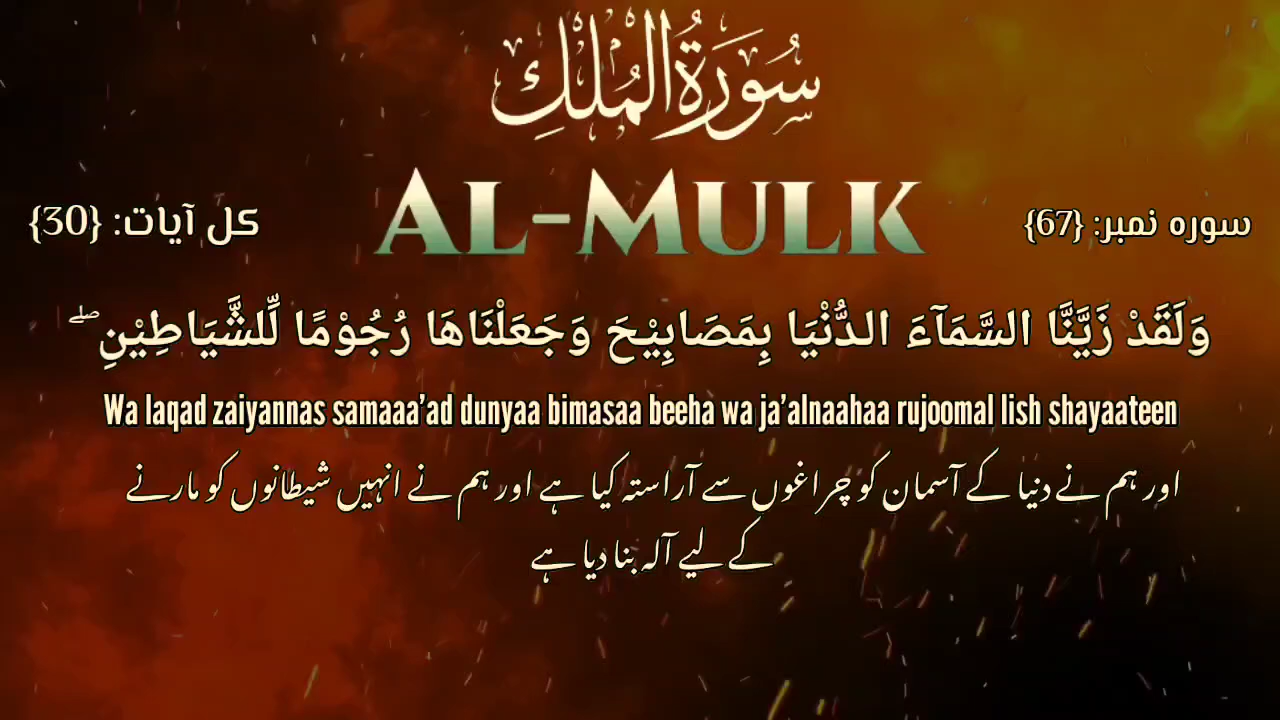 سُورَةُ الْمُلْكِ
AL-MULK
سورہ نمبر: {67}
کل آیات: {30}
وَلَقَدْ زَيَّنَّا السَّمَآءَ الدُّنْيَا بِمَصَابِيْحَ وَجَعَلْنَاهَا رُجُوْمًا لِّلشَّيَاطِيْنِ ۖ
Wa laqad zaiyannas samaaa'ad dunyaa bimasaa beeha wa ja'alnaahaa rujoomal lish shayaateen
اور ہم نے دنیا کے آسمان کو چراغوں سے آراستہ کیا ہے اور ہم نے انہیں شیطانوں کو مارنے
کے لیے آلہ بنا دیا ہے